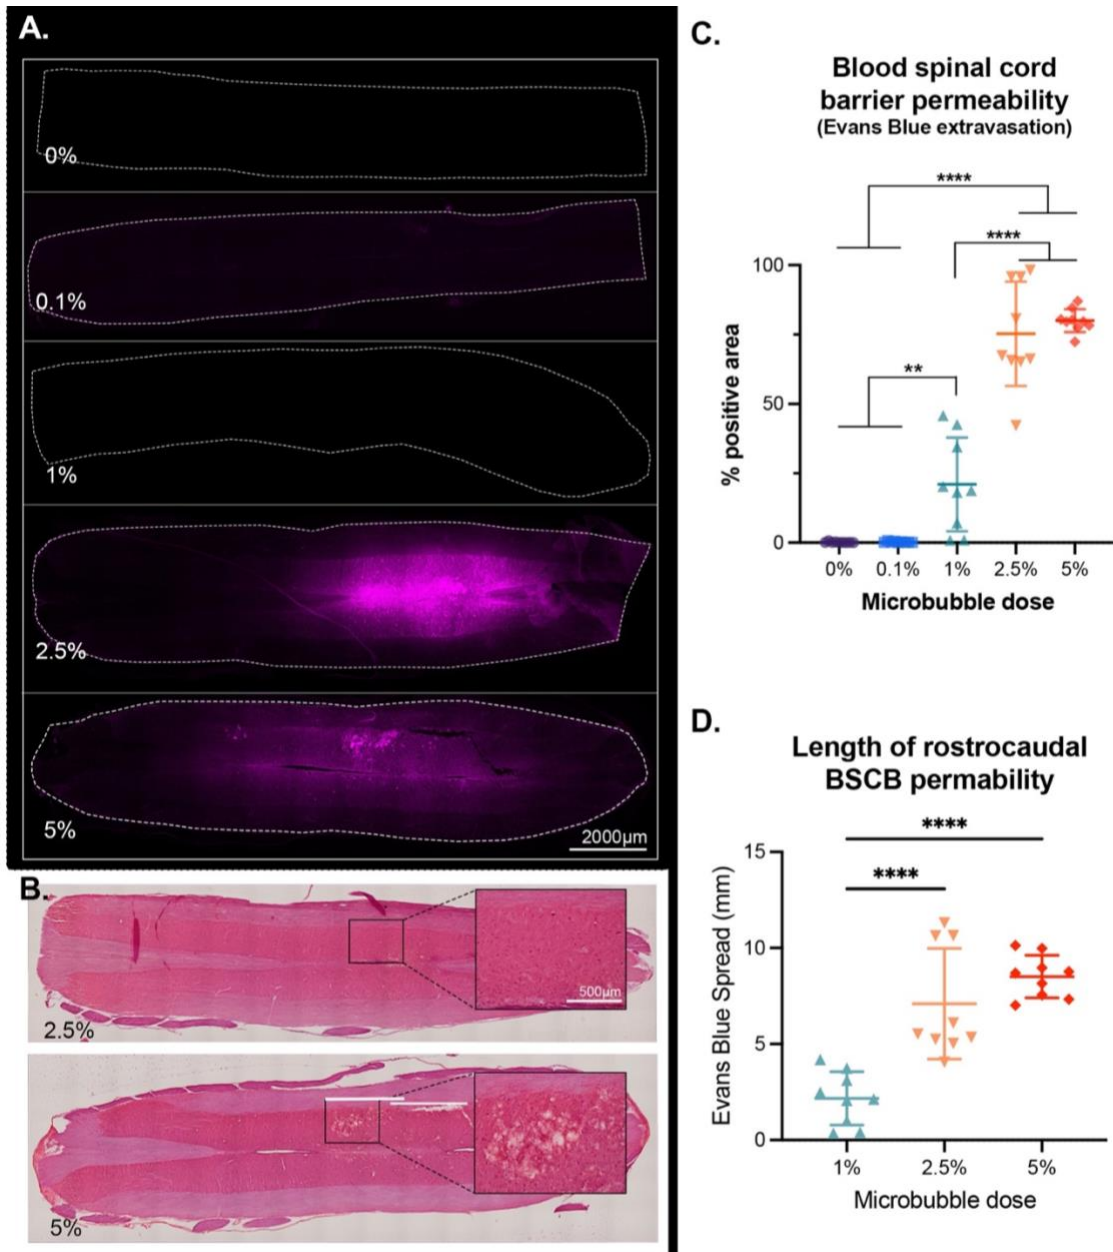 A.
0%
0.1%
1%
2.5%
5%
2000µm
B.
500µm
2.5%
5%
C.
Blood spinal cord
barrier permeability
(Evans Blue extravasation)
****
****
**
100
50
0
% positive area
0% 0.1% 1% 2.5% 5%
Microbubble dose
D.
Length of rostrocaudal
BSCB permability
****
****
15
10
5
0
Evans Blue Spread (mm)
1% 2.5% 5%
Microbubble dose